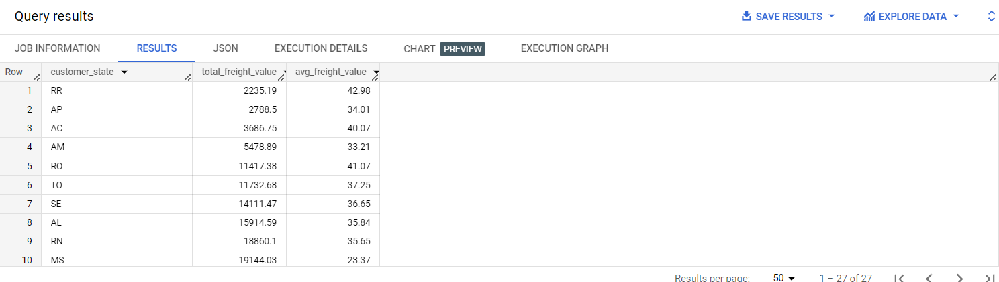 Query results SAVE RESULTS EXPLORE DATA
JOB INFORMATION RESULTS JSON EXECUTION DETAILS CHART PREVIEW EXECUTION GRAPH
Row customer_state total_freight_value avg_freight_value
1 RR 2235.19 42.98
2 AP 2788.5 34.01
3 AC 3686.75 40.07
4 AM 5478.89 33.21
5 RO 11417.38 41.07
6 TO 11732.68 37.25
7 SE 14111.47 36.65
8 AL 15914.59 35.84
9 RN 18860.1 35.65
10 MS 19144.03 23.37
Results per page: 50 1 – 27 of 27